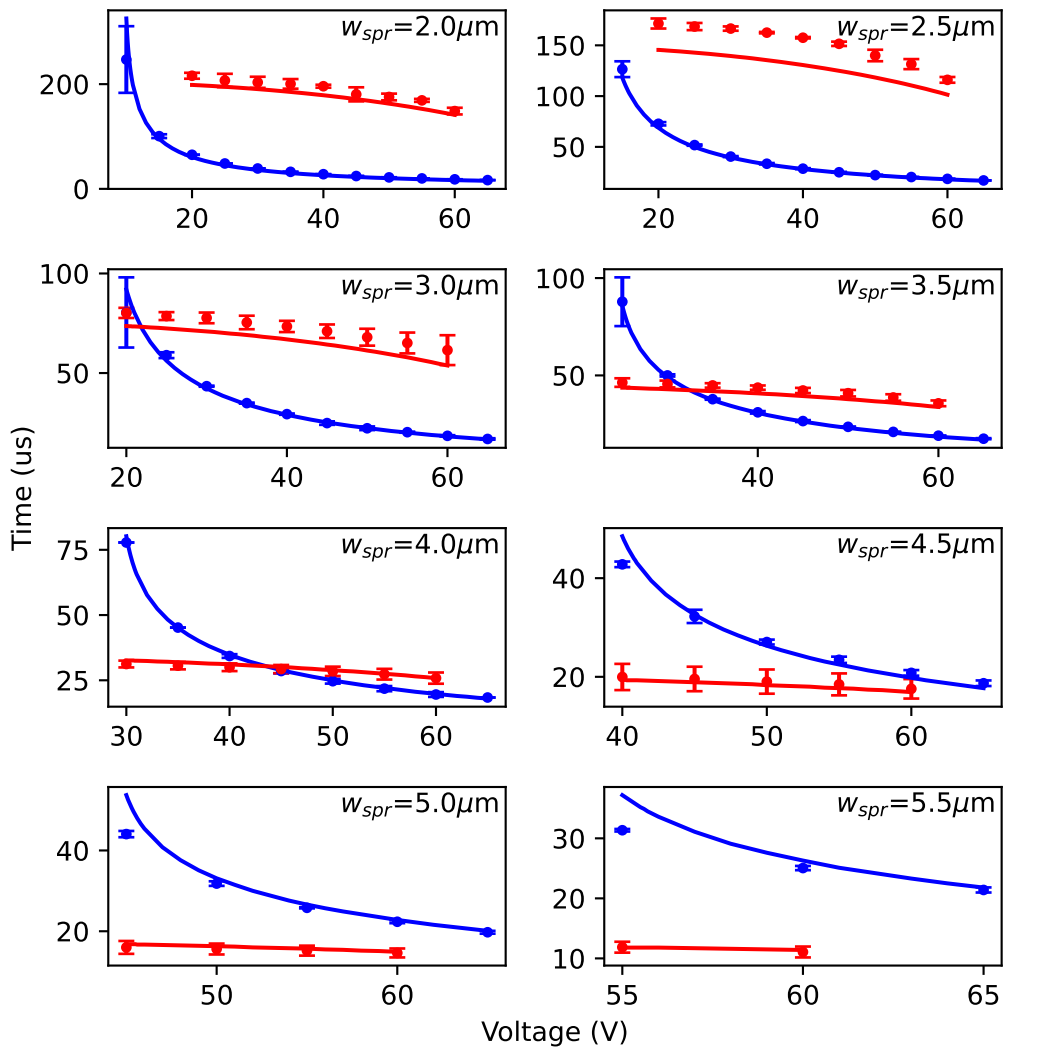 w_spr=2.0μm
200
0
20 40 60
w_spr=2.5μm
150
100
50
20 40 60
w_spr=3.0μm
100
50
20 40 60
w_spr=3.5μm
100
50
40 60
w_spr=4.0μm
75
50
25
30 40 50 60
w_spr=4.5μm
40
20
40 50 60
w_spr=5.0μm
40
20
50 60
w_spr=5.5μm
30
20
10
55 60 65
Time (us)
Voltage (V)